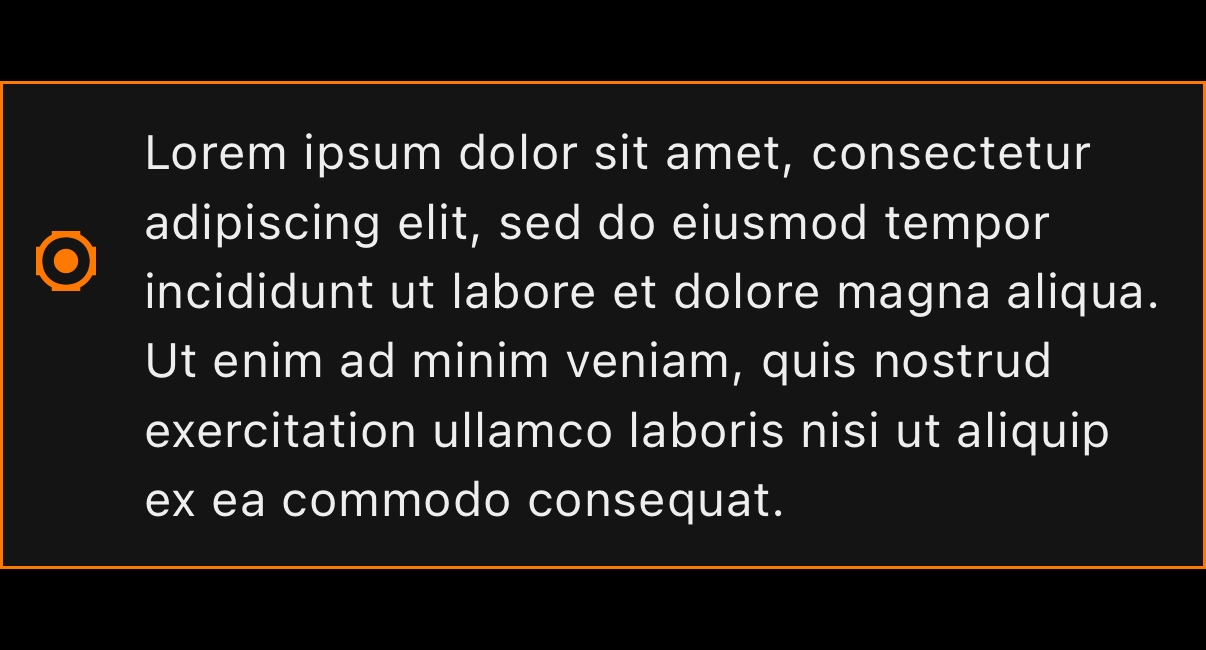 Lorem ipsum dolor sit amet, consectetur
adipiscing elit, sed do eiusmod tempor
incididunt ut labore et dolore magna aliqua.
Ut enim ad minim veniam, quis nostrud
exercitation ullamco laboris nisi ut aliquip
ex ea commodo consequat.